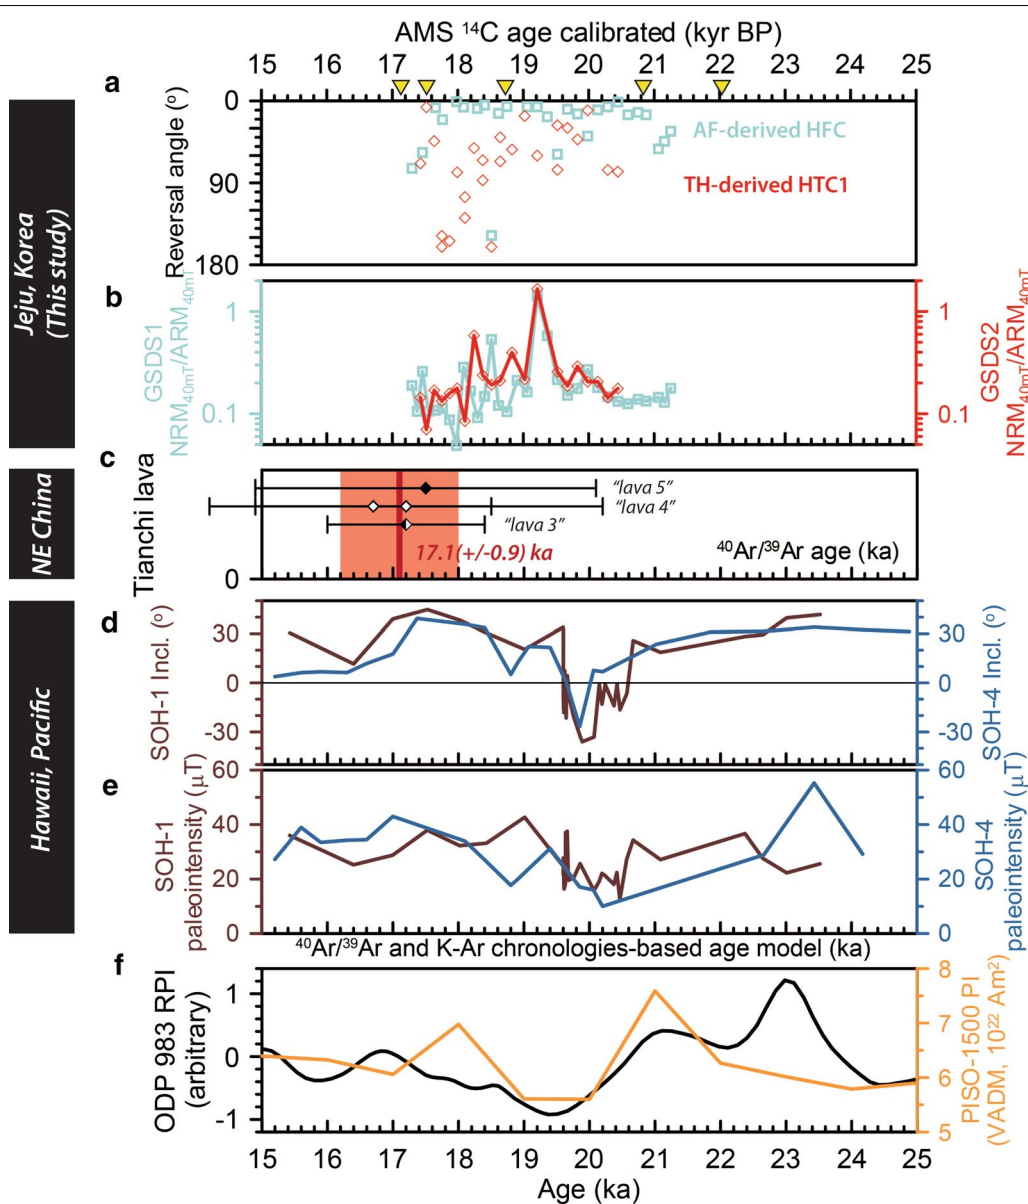 AMS ¹⁴C age calibrated (kyr BP)
15 16 17 18 19 20 21 22 23 24 25
a
Jeju, Korea
(This study)
Reversal angle (º)
0
90
180
AF-derived HFC
TH-derived HTC1
b
GSDS1
NRM40mT/ARM40mT
1
0.1
1
0.1
GSDS2
NRM40mT/ARM40mT
c
NE China
Tianchi lava
0
"lava 5"
"lava 4"
"lava 3"
17.1(+/-0.9) ka
⁴⁰Ar/³⁹Ar age (ka)
Hawaii, Pacific
d
SOH-1 Incl. (º)
30
0
-30
30
0
-30
SOH-4 Incl. (º)
e
SOH-1
paleointensity (µT)
60
40
20
0
60
40
20
0
SOH-4
paleointensity (µT)
⁴⁰Ar/³⁹Ar and K-Ar chronologies-based age model (ka)
f
ODP 983 RPI
(arbitrary)
1
0
-1
8
7
6
5
PISO-1500 PI
(VADM, 10²² Am²)
15 16 17 18 19 20 21 22 23 24 25
Age (ka)